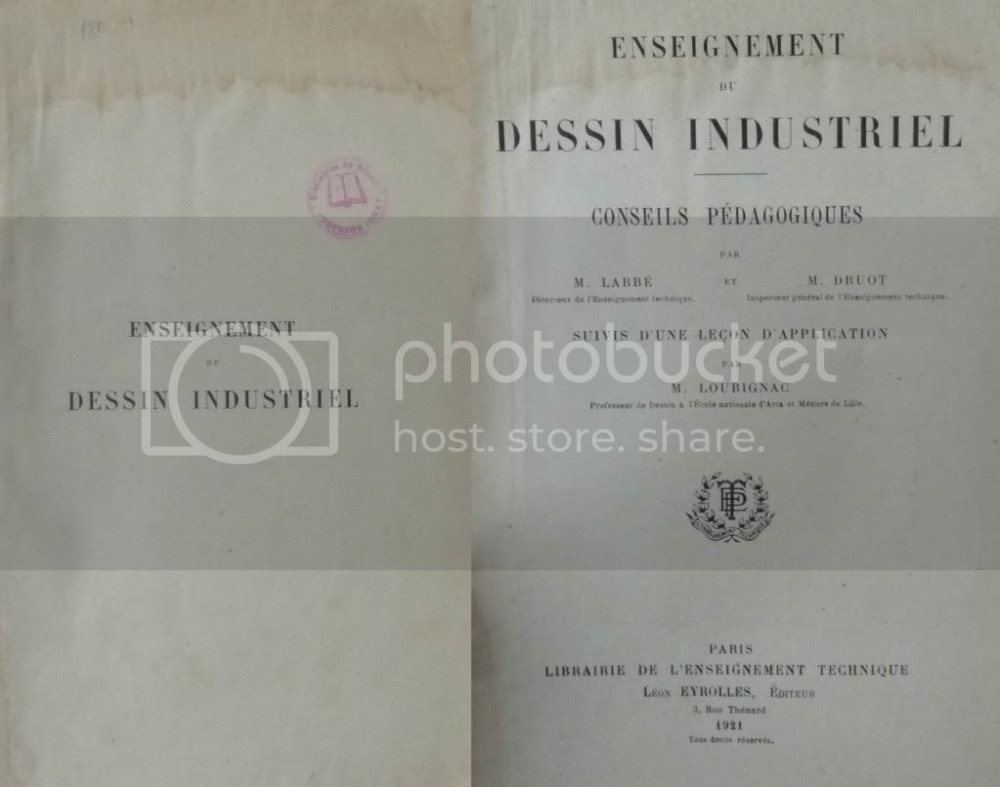 180
ENSEIGNEMENT
DU
DESSIN INDUSTRIEL
ENSEIGNEMENT
DU
DESSIN INDUSTRIEL
CONSEILS PÉDAGOGIQUES
PAR
M. LABBÉ ET M. DRUOT
Directeur de l'Enseignement technique. Inspecteur général de l'Enseignement technique.
SUIVIS D'UNE LEÇON D'APPLICATION
PAR
M. LOUBIGNAC
Professeur de Dessin à l'École nationale d'Arts et Métiers de Lille.
PARIS
LIBRAIRIE DE L'ENSEIGNEMENT TECHNIQUE
LÉON EYROLLES, ÉDITEUR
3, Rue Thénard
1921
Tous droits réservés.
photobucket
host. store. share.